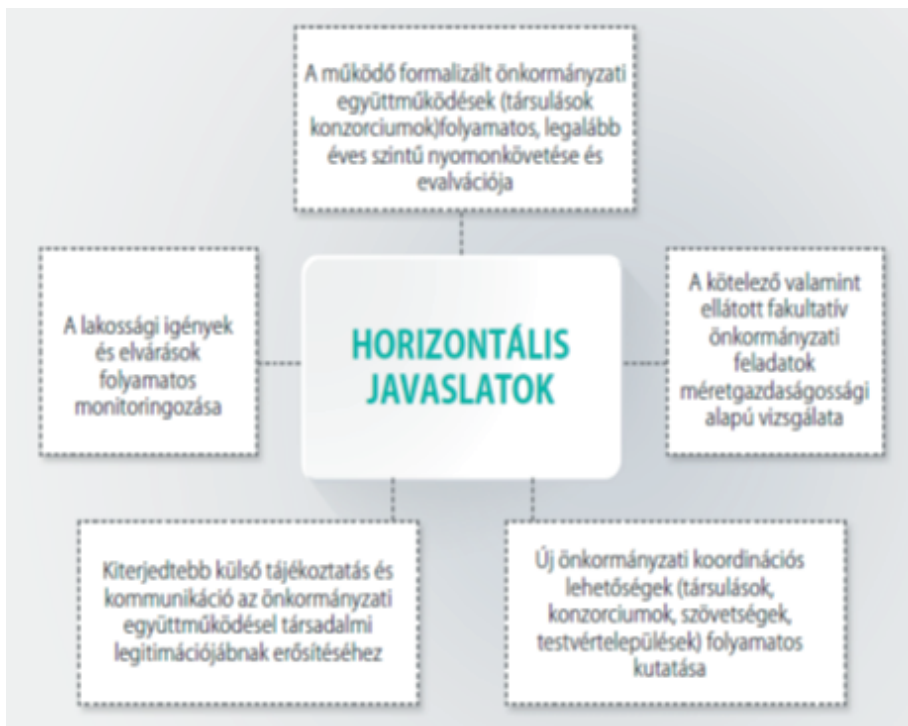 A működő formalizált önkormányzati
együttműködések (társulások
konzorciumok)folyamatos, legalább
éves szintű nyomonkövetése és
evalvációja
A lakossági igények
és elvárások
folyamatos
monitoringozása
HORIZONTÁLIS
JAVASLATOK
A kötelező valamint
ellátott fakultatív
önkormányzati
feladatok
méretgazdaságossági
alapú vizsgálata
Kiterjedtebb külső tájékoztatás és
kommunikáció az önkormányzati
együttműködésel társadalmi
legitimációjábnak erősítéséhez
Új önkormányzati koordinációs
lehetőségek (társulások,
konzorciumok, szövetségek,
testvértelepülések) folyamatos
kutatása